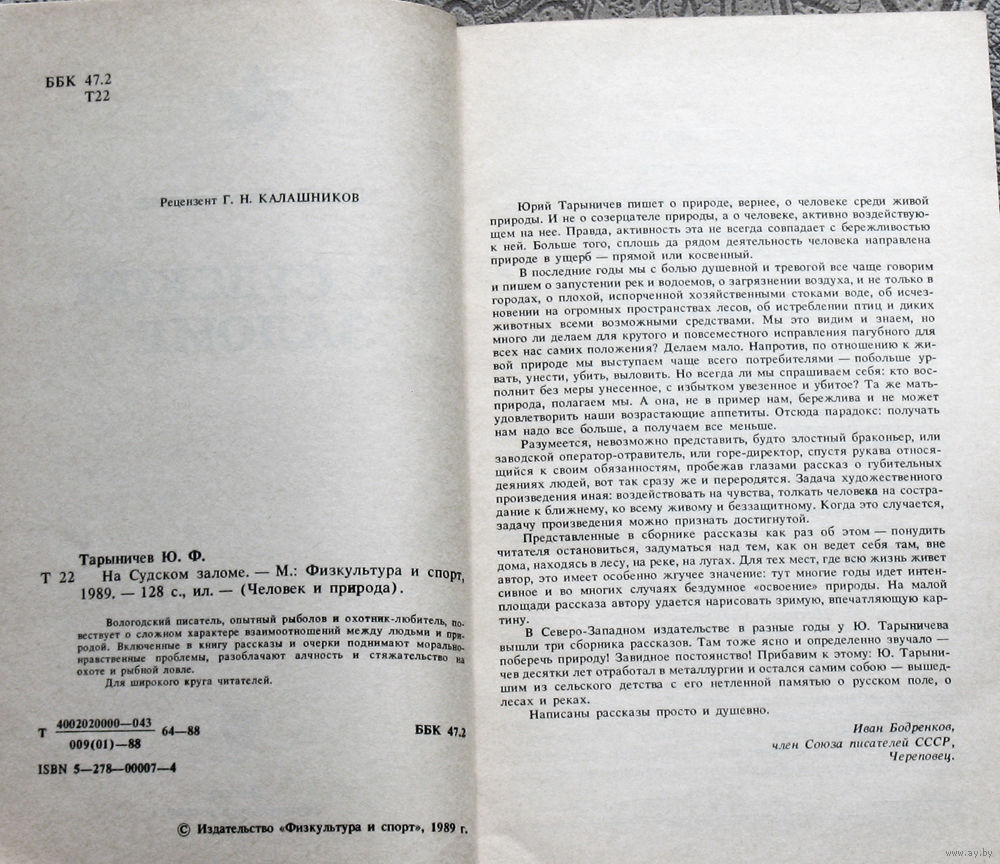 ББК 47.2
Т22
Рецензент Г. Н. КАЛАШНИКОВ
Тарыничев Ю. Ф.
Т 22 На Судском заломе. — М.: Физкультура и спорт,
1989. — 128 с., ил. — (Человек и природа).
Вологодский писатель, опытный рыболов и охотник-любитель, по-
вествует о сложном характере взаимоотношений между людьми и при-
родой. Включенные в книгу рассказы и очерки поднимают морально-
нравственные проблемы, разоблачают алчность и стяжательство на
охоте и рыбной ловле.
Для широкого круга читателей.
Т 4002020000—043 64—88 ББК 47.2
009(01)—88
ISBN 5—278—00007—4
© Издательство «Физкультура и спорт», 1989 г.
Юрий Тарыничев пишет о природе, вернее, о человеке среди живой
природы. И не о созерцателе природы, а о человеке, активно воздействую-
щем на нее. Правда, активность эта не всегда совпадает с бережливостью
к ней. Больше того, сплошь да рядом деятельность человека направлена
природе в ущерб — прямой или косвенный.
В последние годы мы с болью душевной и тревогой все чаще говорим
и пишем о запустении рек и водоемов, о загрязнении воздуха, и не только в
городах, о плохой, испорченной хозяйственными стоками воде, об исчез-
новении на огромных пространствах лесов, об истреблении птиц и диких
животных всеми возможными средствами. Мы это видим и знаем, но
много ли делаем для крутого и повсеместного исправления пагубного для
всех нас самих положения? Делаем мало. Напротив, по отношению к жи-
вой природе мы выступаем чаще всего потребителями — побольше ур-
вать, унести, убить, выловить. Но всегда ли мы спрашиваем себя: кто вос-
полнит без меры унесенное, с избытком увезенное и убитое? Та же мать-
природа, полагаем мы. А она, не в пример нам, бережлива и не может
удовлетворить наши возрастающие аппетиты. Отсюда парадокс: получать
нам надо все больше, а получаем все меньше.
Разумеется, невозможно представить, будто злостный браконьер, или
заводской оператор-отравитель, или горе-директор, спустя рукава относя-
щийся к своим обязанностям, пробежав глазами рассказ о губительных
деяниях людей, вот так сразу же и переродятся. Задача художественного
произведения иная: воздействовать на чувства, толкать человека на состра-
дание к ближнему, ко всему живому и беззащитному. Когда это случается,
задачу произведения можно признать достигнутой.
Представленные в сборнике рассказы как раз об этом — понудить
читателя остановиться, задуматься над тем, как он ведет себя там, вне
дома, находясь в лесу, на реке, на лугах. Для тех мест, где всю жизнь живет
автор, это имеет особенно жгучее значение: тут многие годы идет интен-
сивное и во многих случаях бездумное «освоение» природы. На малой
площади рассказа автору удается нарисовать зримую, впечатляющую кар-
тину.
В Северо-Западном издательстве в разные годы у Ю. Тарыничева
вышли три сборника рассказов. Там тоже ясно и определенно звучало —
поберечь природу! Завидное постоянство! Прибавим к этому: Ю. Тарыни-
чев десятки лет отработал в металлургии и остался самим собою — вышед-
шим из сельского детства с его нетленной памятью о русском поле, о
лесах и реках.
Написаны рассказы просто и душевно.
Иван Бодренков,
член Союза писателей СССР,
Череповец.
www.ay.by